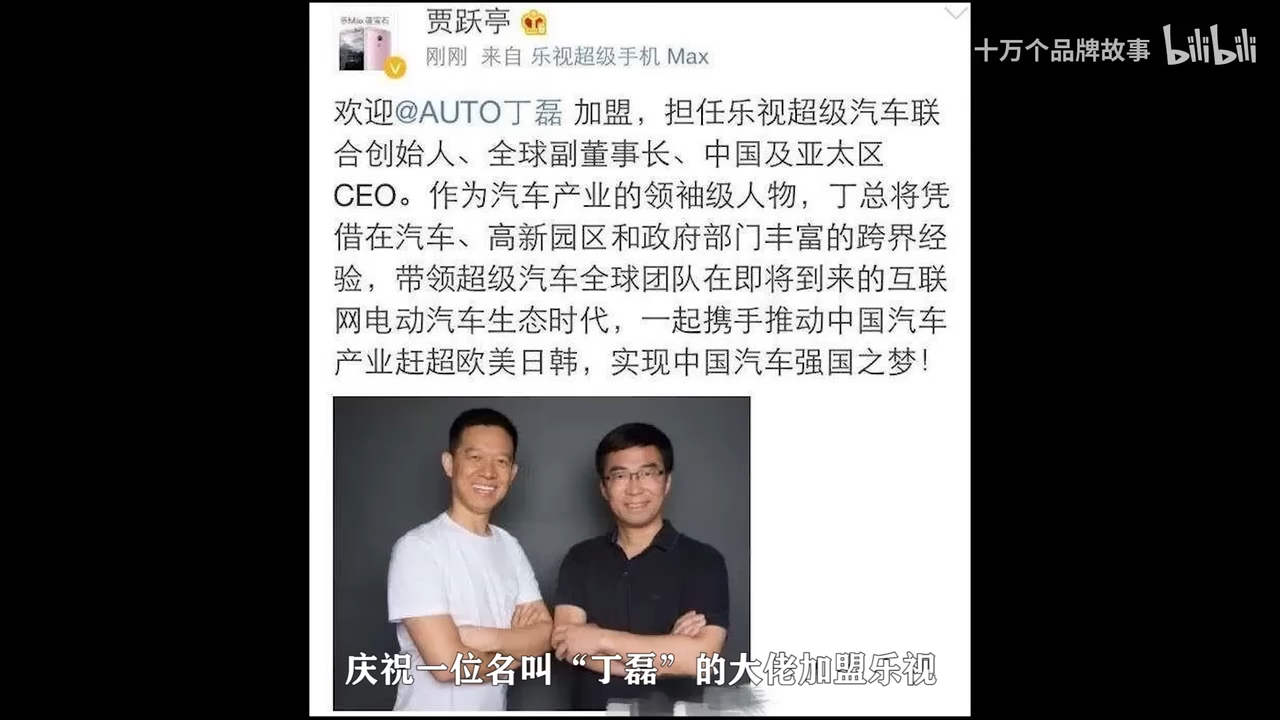 乐Max 蓝宝石
贾跃亭
刚刚 来自 乐视超级手机 Max
十万个品牌故事 bilibili
欢迎@AUTO丁磊 加盟，担任乐视超级汽车联
合创始人、全球副董事长、中国及亚太区
CEO。作为汽车产业的领袖级人物，丁总将凭
借在汽车、高新园区和政府部门丰富的跨界经
验，带领超级汽车全球团队在即将到来的互联
网电动汽车生态时代，一起携手推动中国汽车
产业赶超欧美日韩，实现中国汽车强国之梦！
庆祝一位名叫“丁磊”的大佬加盟乐视